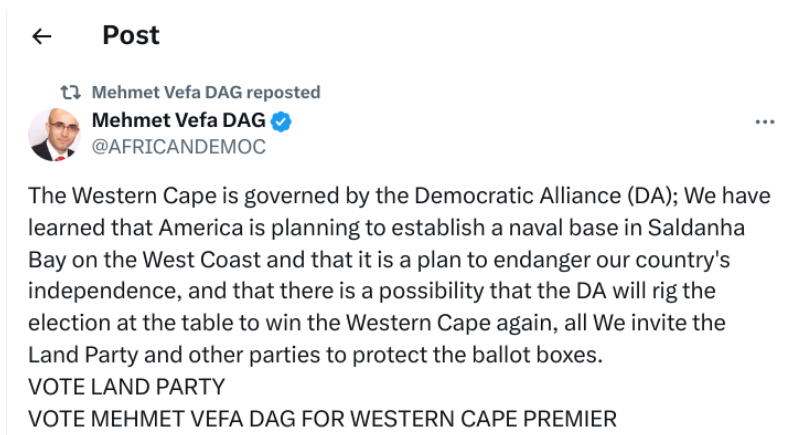 Post
Mehmet Vefa DAG reposted
Mehmet Vefa DAG
@AFRICANDEMOC
The Western Cape is governed by the Democratic Alliance (DA); We have
learned that America is planning to establish a naval base in Saldanha
Bay on the West Coast and that it is a plan to endanger our country's
independence, and that there is a possibility that the DA will rig the
election at the table to win the Western Cape again, all We invite the
Land Party and other parties to protect the ballot boxes.
VOTE LAND PARTY
VOTE MEHMET VEFA DAG FOR WESTERN CAPE PREMIER